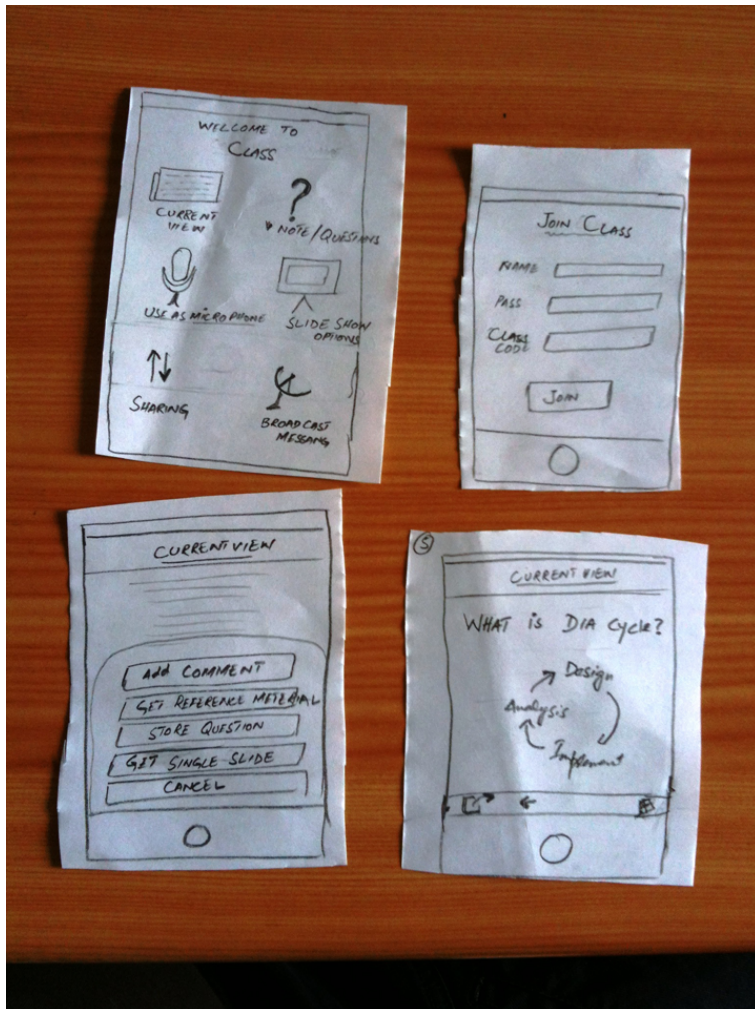 WELCOME TO
CLASS
CURRENT
VIEW
NOTE/QUESTIONS
USE AS MICROPHONE
SLIDE SHOW
OPTIONS
SHARING
BROADCAST
MESSANG
JOIN CLASS
NAME
PASS
CLASS
CODE
JOIN
CURRENT VIEW
Add COMMENT
GET REFERENCE METERIAL
STORE QUESTION
GET SINGLE SLIDE
CANCEL
5
CURRENT VIEW
WHAT is DIA Cycle?
Design
Analysis
Implement